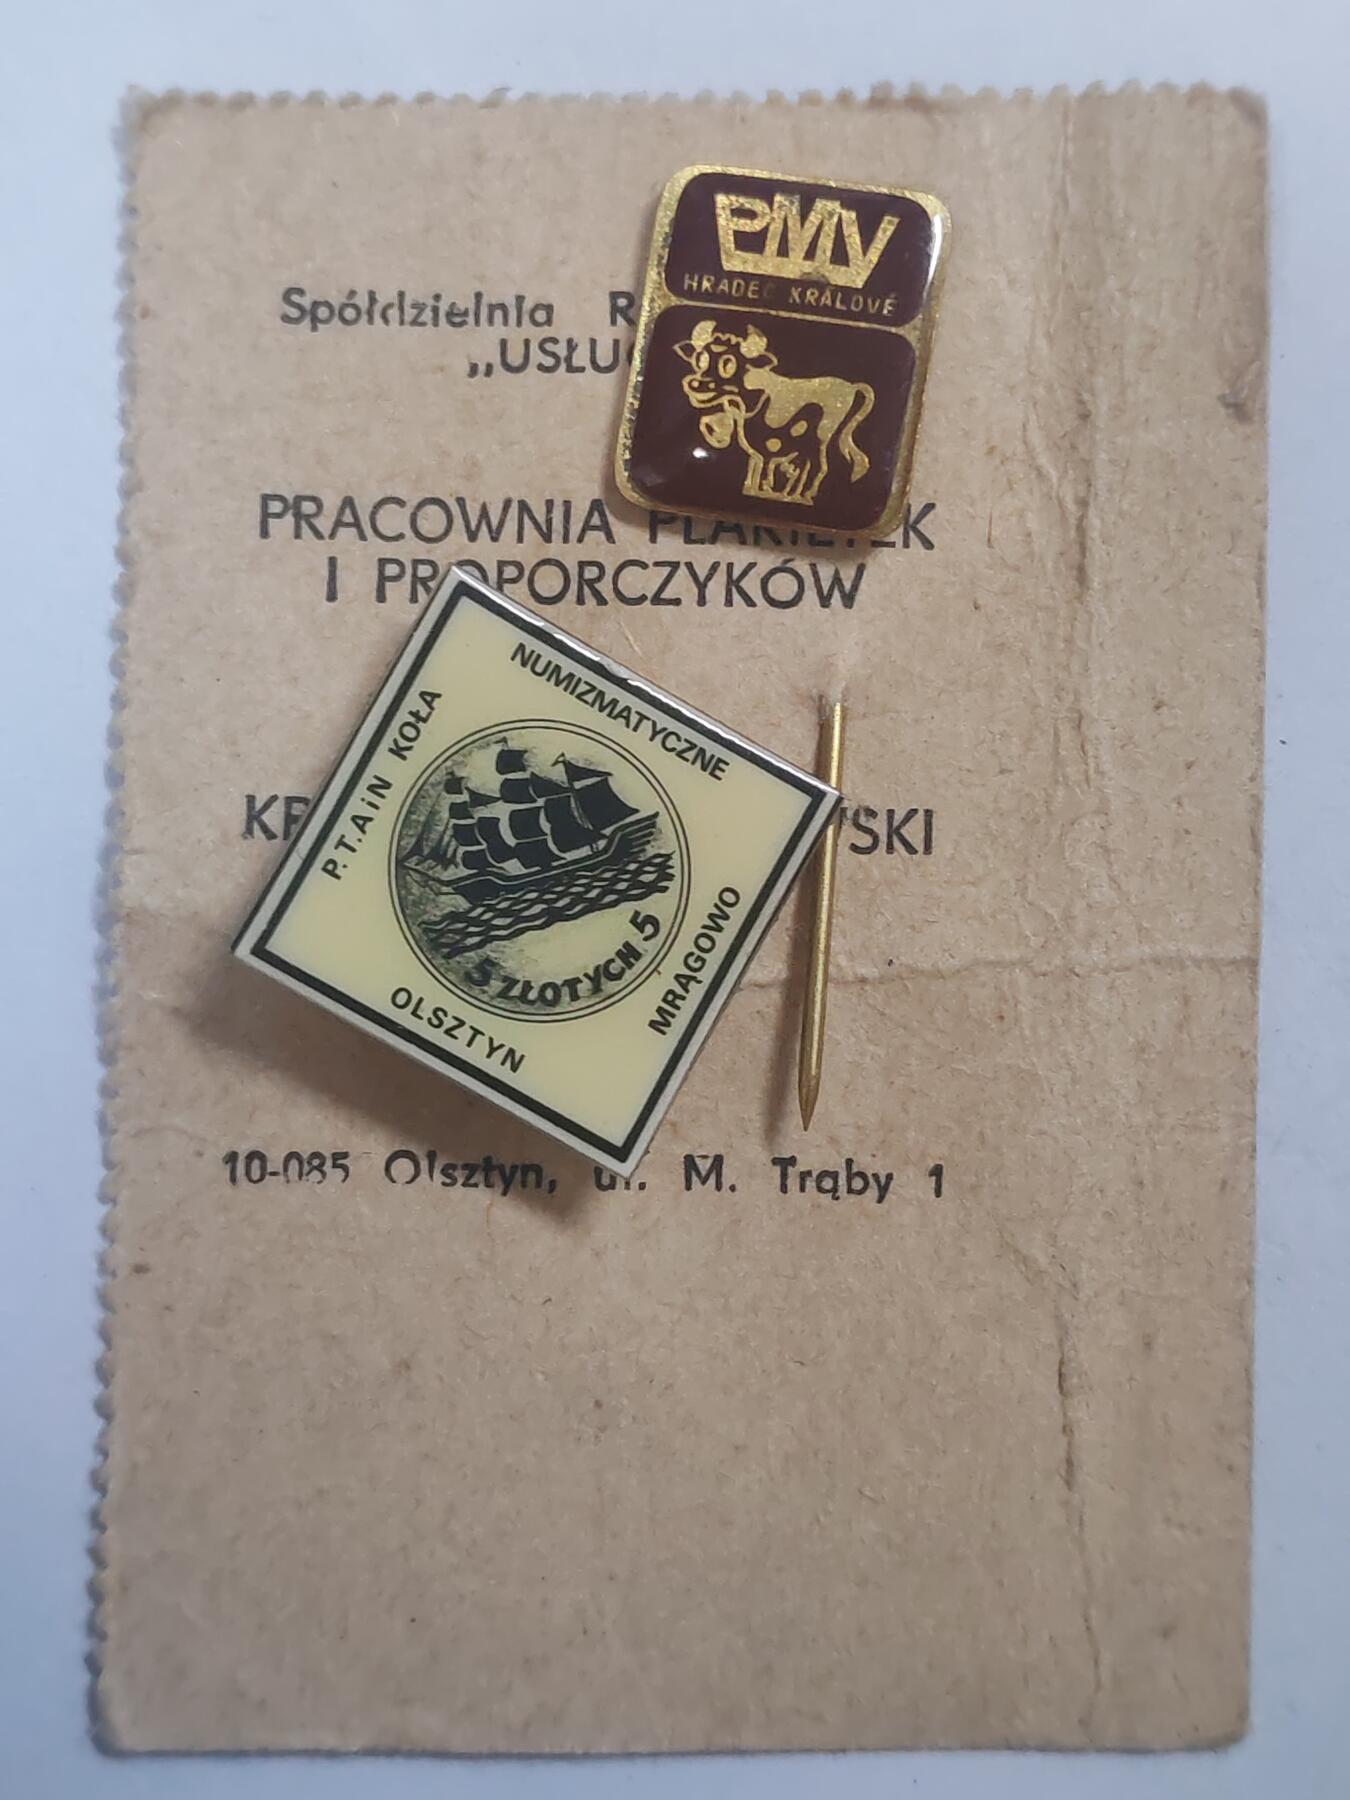 PMV
HRADEC KRÁLOVÉ
Spółdzielnia
PRACOWNIA PLAKIETEK
I PROPORCZYKÓW
P.T.A i N KOŁA
NUMIZMATYCZNE
5 ZŁOTYCH 5
OLSZTYN
MRĄGOWO
10-085 Olsztyn, ul. M. Trąby 1